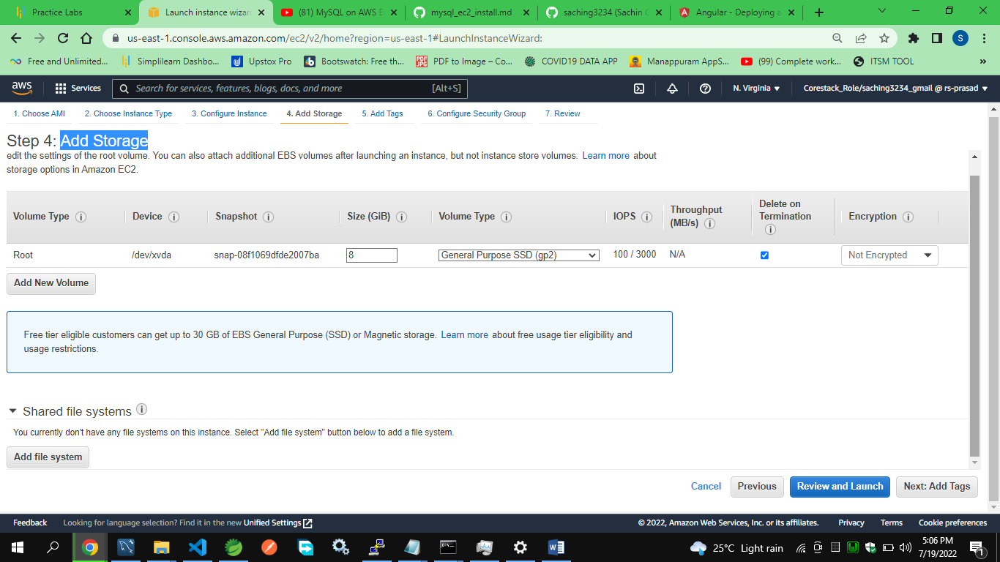 Practice Labs
Launch instance wizar
(81) MySQL on AWS E
mysql_ec2_install.md
saching3234 (Sachin
Angular - Deploying a
us-east-1.console.aws.amazon.com/ec2/v2/home?region=us-east-1#LaunchInstanceWizard:
S
Free and Unlimited...
Simplilearn Dashbo...
Upstox Pro
Bootswatch: Free th...
PDF to Image – Co...
COVID19 DATA APP
Manappuram AppS...
(99) Complete work...
ITSM TOOL
»
aws
Services
Search for services, features, blogs, docs, and more
[Alt+S]
N. Virginia
Corestack_Role/saching3234_gmail @ rs-prasad
1. Choose AMI
2. Choose Instance Type
3. Configure Instance
4. Add Storage
5. Add Tags
6. Configure Security Group
7. Review
Step 4: Add Storage
edit the settings of the root volume. You can also attach additional EBS volumes after launching an instance, but not instance store volumes. Learn more about
storage options in Amazon EC2.
Volume Type
Device
Snapshot
Size (GiB)
Volume Type
IOPS
Throughput
(MB/s)
Delete on
Termination
Encryption
Root
/dev/xvda
snap-08f1069dfde2007ba
8
General Purpose SSD (gp2)
100 / 3000
N/A
Not Encrypted
Add New Volume
Free tier eligible customers can get up to 30 GB of EBS General Purpose (SSD) or Magnetic storage. Learn more about free usage tier eligibility and
usage restrictions.
Shared file systems
You currently don't have any file systems on this instance. Select "Add file system" button below to add a file system.
Add file system
Cancel
Previous
Review and Launch
Next: Add Tags
Feedback
Looking for language selection? Find it in the new Unified Settings
© 2022, Amazon Web Services, Inc. or its affiliates.
Privacy
Terms
Cookie preferences
25°C Light rain
5:06 PM
7/19/2022
1